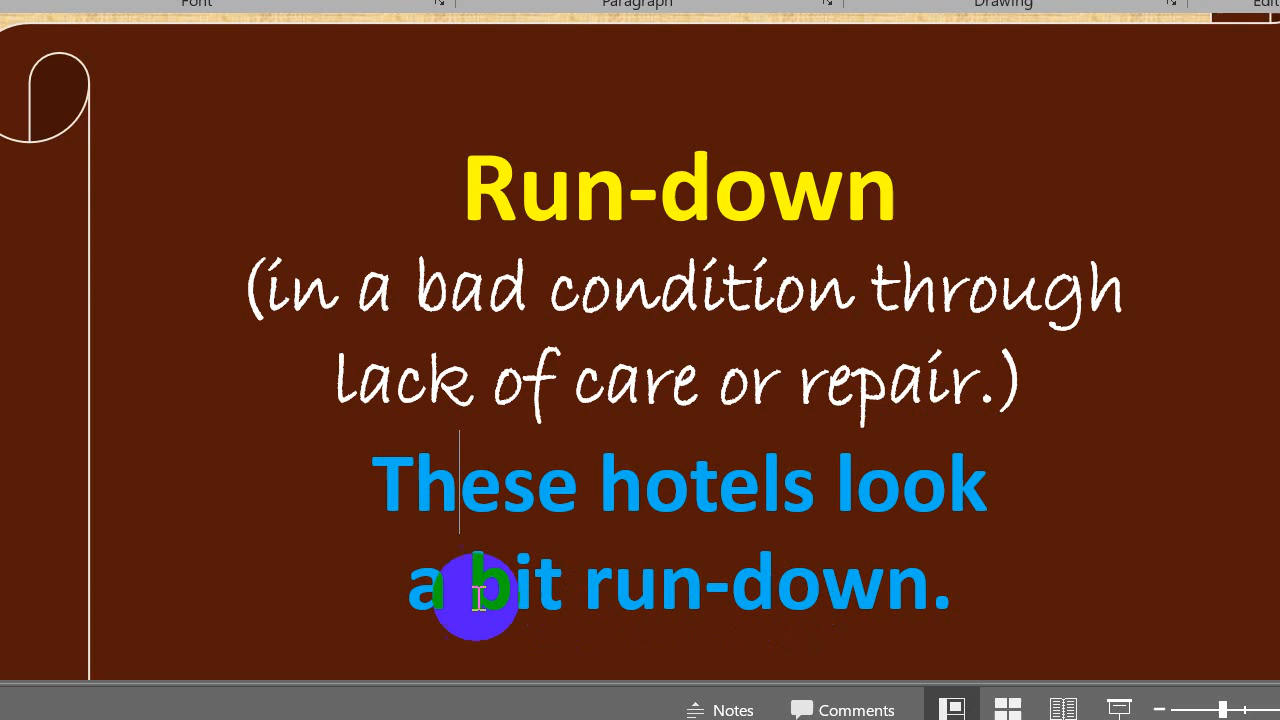 Font Paragraph Drawing
Run-down
(in a bad condition through
lack of care or repair.)
These hotels look
a bit run-down.
Notes Comments